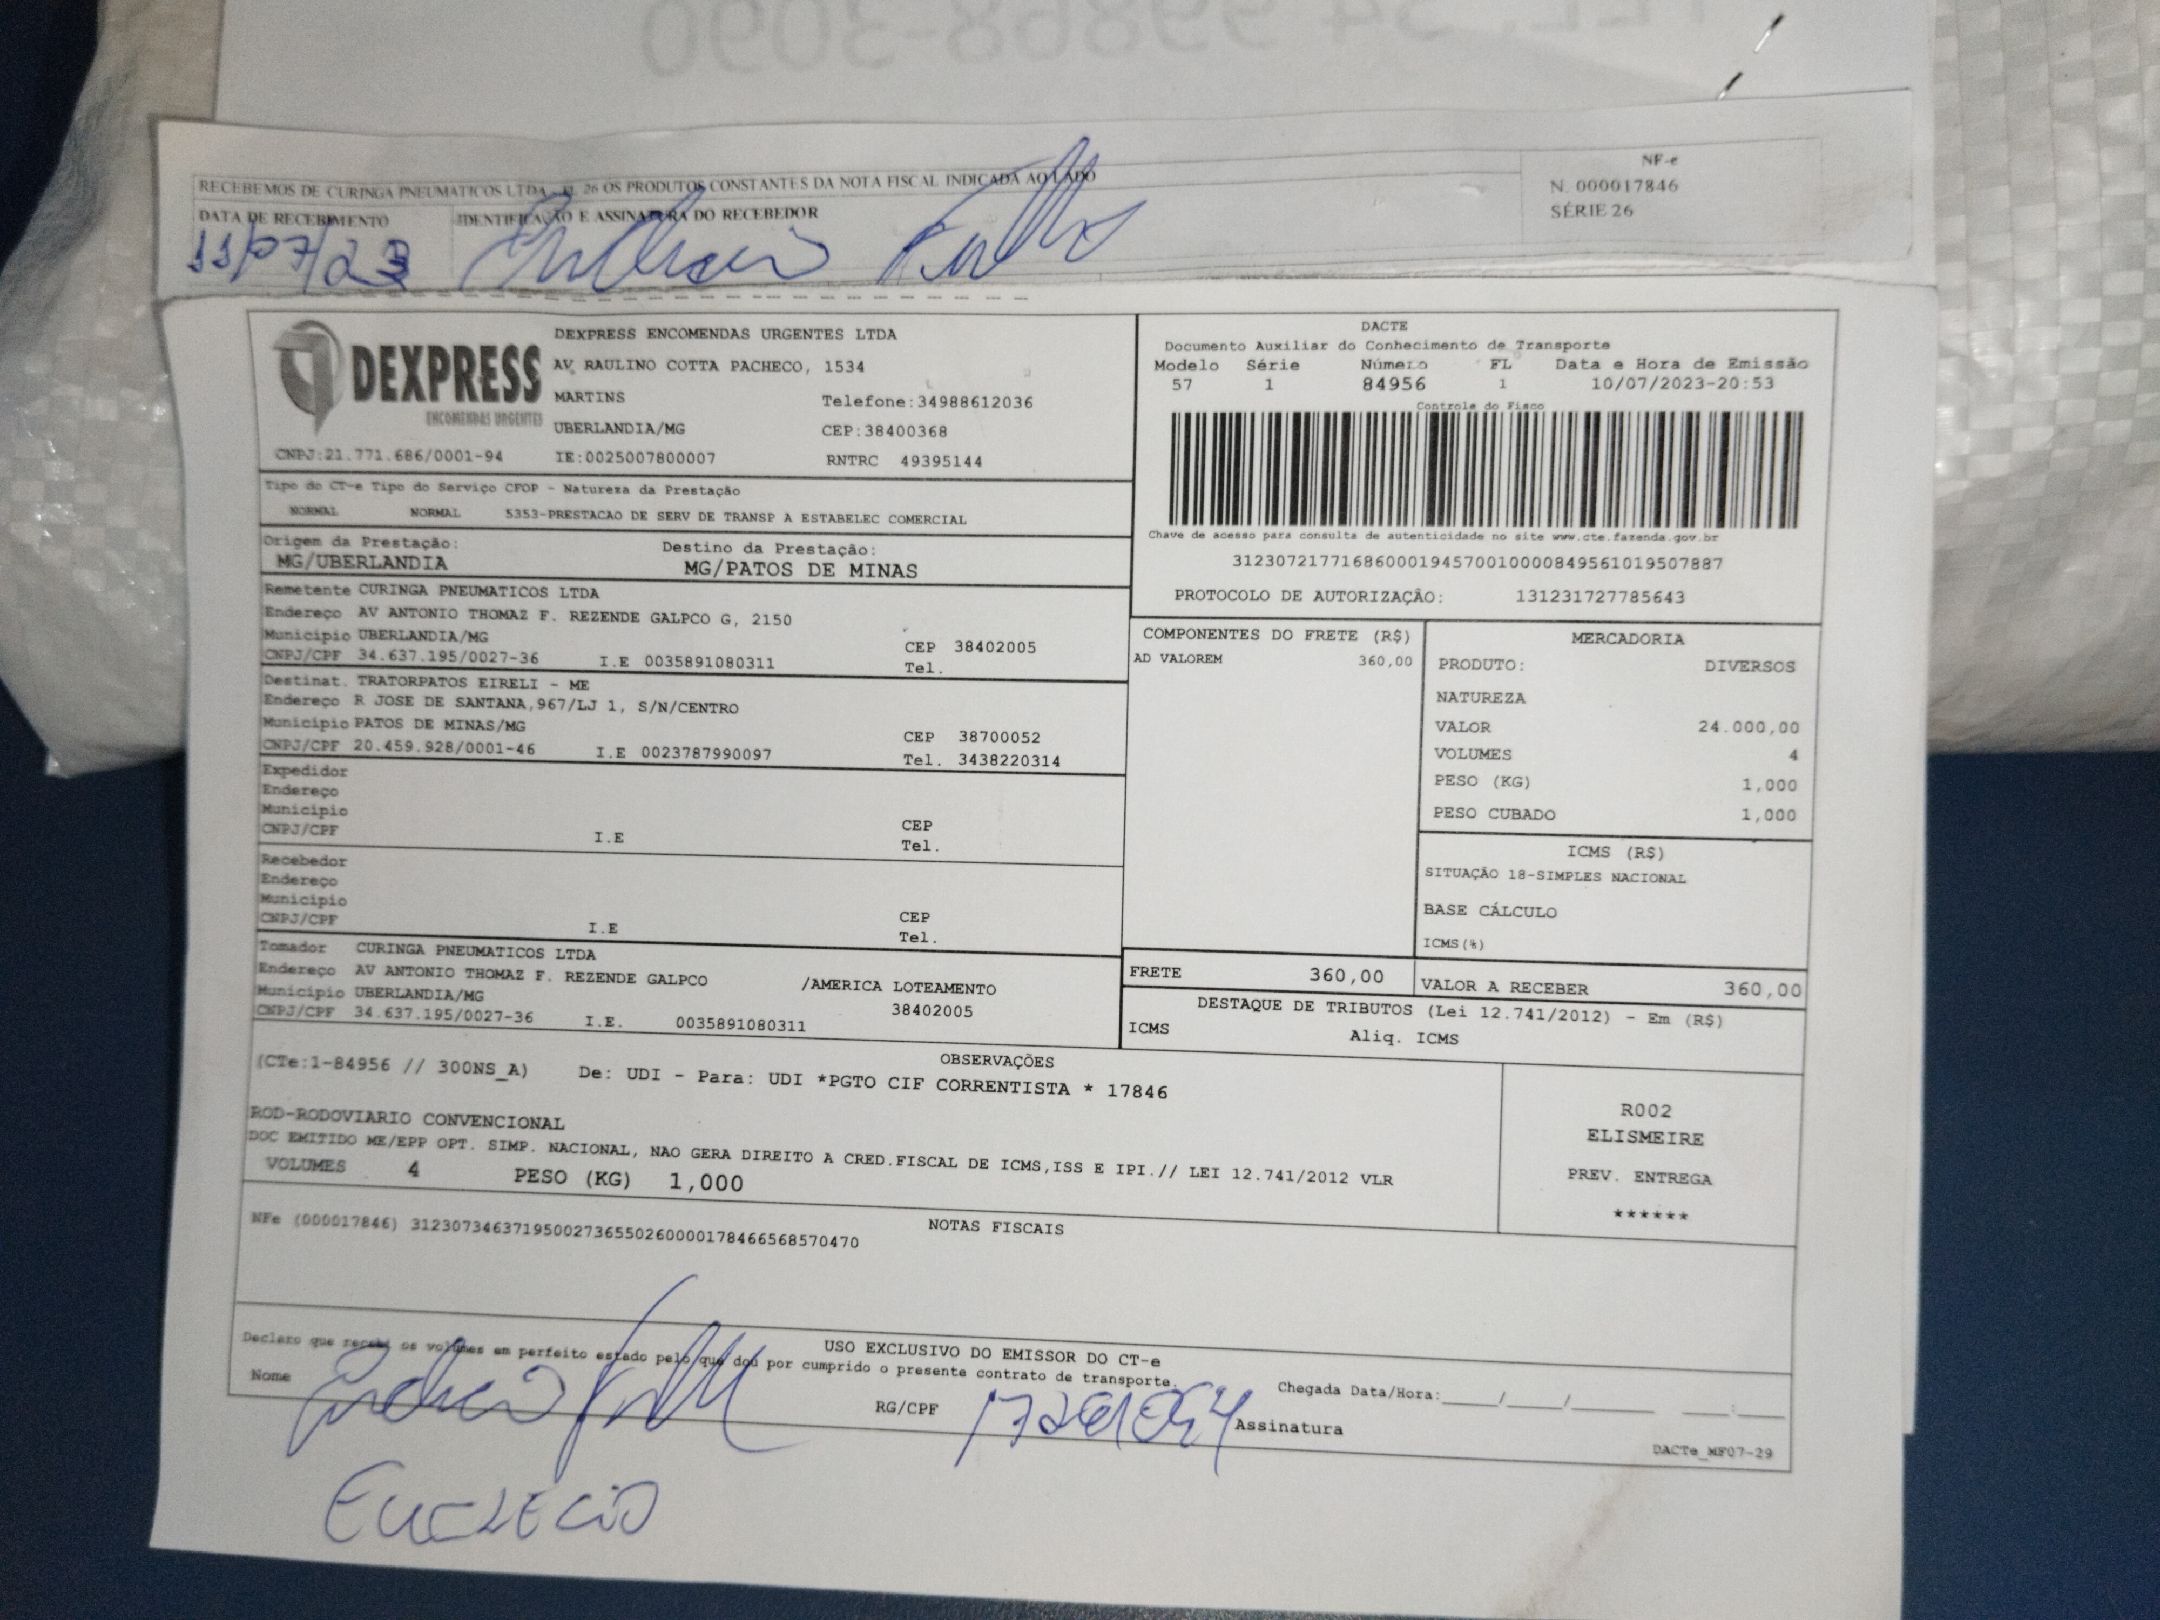 TEL. 34 99868-3090
RECEBEMOS DE CURINGA PNEUMATICOS LTDA - FL 26 OS PRODUTOS CONSTANTES DA NOTA FISCAL INDICADA AO LADO
DATA DE RECEBIMENTO
IDENTIFICAÇÃO E ASSINATURA DO RECEBEDOR
11/07/23
NF-e
N. 000017846
SÉRIE 26
DEXPRESS
ENCOMENDAS URGENTES
DEXPRESS ENCOMENDAS URGENTES LTDA
AV RAULINO COTTA PACHECO, 1534
MARTINS Telefone:34988612036
UBERLANDIA/MG CEP:38400368
CNPJ:21.771.686/0001-94 IE:0025007800007 RNTRC 49395144
DACTE
Documento Auxiliar do Conhecimento de Transporte
Modelo Série Número FL Data e Hora de Emissão
57 1 84956 1 10/07/2023-20:53
Controle do Fisco
Chave de acesso para consulta de autenticidade no site www.cte.fazenda.gov.br
31230721771686000194570010000849561019507887
PROTOCOLO DE AUTORIZAÇÃO: 131231727785643
Tipo do CT-e Tipo do Serviço CFOP - Natureza da Prestação
NORMAL NORMAL 5353-PRESTACAO DE SERV DE TRANSP A ESTABELEC COMERCIAL
Origem da Prestação: Destino da Prestação:
MG/UBERLANDIA MG/PATOS DE MINAS
Remetente CURINGA PNEUMATICOS LTDA
Endereço AV ANTONIO THOMAZ F. REZENDE GALPCO G, 2150
Municipio UBERLANDIA/MG CEP 38402005
CNPJ/CPF 34.637.195/0027-36 I.E 0035891080311 Tel.
Destinat. TRATORPATOS EIRELI - ME
Endereço R JOSE DE SANTANA,967/LJ 1, S/N/CENTRO
Municipio PATOS DE MINAS/MG CEP 38700052
CNPJ/CPF 20.459.928/0001-46 I.E 0023787990097 Tel. 3438220314
Expedidor
Endereço
Municipio CEP
CNPJ/CPF I.E Tel.
Recebedor
Endereço
Municipio CEP
CNPJ/CPF I.E Tel.
Tomador CURINGA PNEUMATICOS LTDA
Endereço AV ANTONIO THOMAZ F. REZENDE GALPCO /AMERICA LOTEAMENTO
Municipio UBERLANDIA/MG 38402005
CNPJ/CPF 34.637.195/0027-36 I.E. 0035891080311
COMPONENTES DO FRETE (R$)
AD VALOREM 360,00
MERCADORIA
PRODUTO: DIVERSOS
NATUREZA
VALOR 24.000,00
VOLUMES 4
PESO (KG) 1,000
PESO CUBADO 1,000
ICMS (R$)
SITUAÇÃO 18-SIMPLES NACIONAL
BASE CÁLCULO
ICMS(%)
FRETE 360,00 VALOR A RECEBER 360,00
DESTAQUE DE TRIBUTOS (Lei 12.741/2012) - Em (R$)
ICMS Aliq. ICMS
OBSERVAÇÕES
(CTe:1-84956 // 300NS_A) De: UDI - Para: UDI *PGTO CIF CORRENTISTA * 17846
ROD-RODOVIARIO CONVENCIONAL
DOC EMITIDO ME/EPP OPT. SIMP. NACIONAL, NAO GERA DIREITO A CRED.FISCAL DE ICMS,ISS E IPI.// LEI 12.741/2012 VLR
VOLUMES 4 PESO (KG) 1,000
R002
ELISMEIRE
PREV. ENTREGA
******
NOTAS FISCAIS
NFe (000017846) 31230734637195002736550260000178466568570470
USO EXCLUSIVO DO EMISSOR DO CT-e
Declaro que recebi os volumes em perfeito estado pelo que dou por cumprido o presente contrato de transporte.
Nome RG/CPF Assinatura
Chegada Data/Hora:_____/_____/_______ ____:____
DACTe_MF07-29